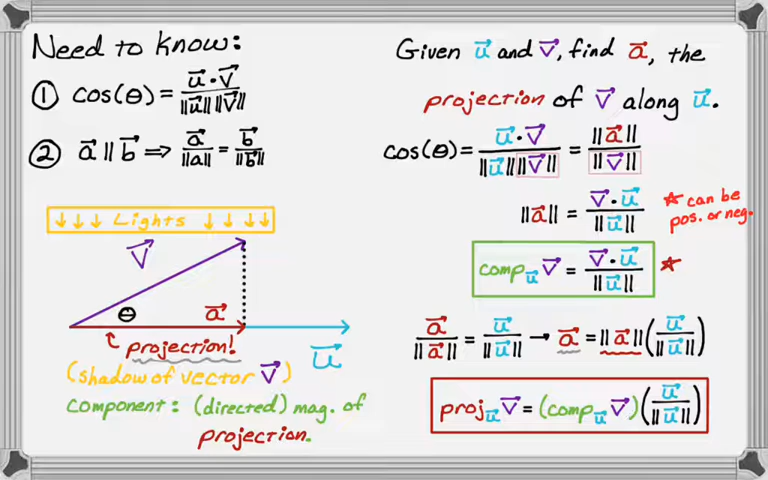 Need to know:
① cos(θ) = u⃗ · v⃗ / ||u⃗|| ||v⃗||
② a⃗ || b⃗ ⟹ a⃗ / ||a|| = b⃗ / ||b⃗||
↓ ↓ ↓ Lights ↓ ↓ ↓ ↓
v⃗
θ a⃗
projection!
u⃗
(shadow of vector v⃗)
component: (directed) mag. of
projection.
Given u⃗ and v⃗, find a⃗, the
projection of v⃗ along u⃗.
cos(θ) = u⃗ · v⃗ / ||u⃗|| ||v⃗|| = ||a⃗|| / ||v⃗||
||a⃗|| = v⃗ · u⃗ / ||u⃗|| ☆ can be
pos. or neg.
comp_u⃗ v⃗ = v⃗ · u⃗ / ||u⃗|| ☆
a⃗ / ||a⃗|| = u⃗ / ||u⃗|| → a⃗ = ||a⃗|| (u⃗ / ||u⃗||)
proj_u⃗ v⃗ = (comp_u⃗ v⃗) (u⃗ / ||u⃗||)